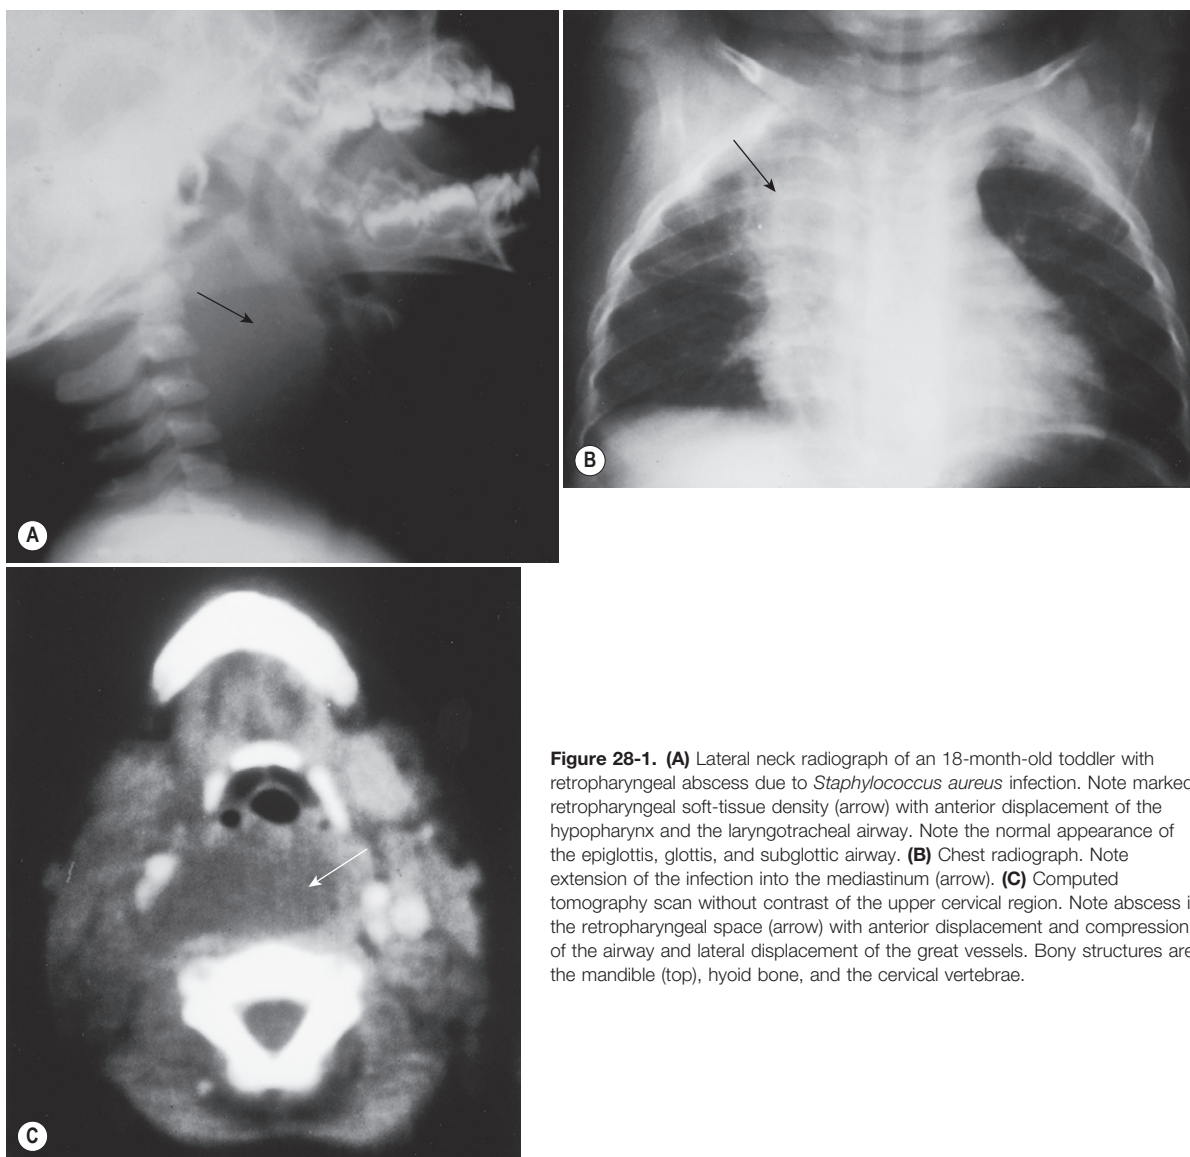 A
B
C
Figure 28-1. (A) Lateral neck radiograph of an 18-month-old toddler with
retropharyngeal abscess due to Staphylococcus aureus infection. Note marked
retropharyngeal soft-tissue density (arrow) with anterior displacement of the
hypopharynx and the laryngotracheal airway. Note the normal appearance of
the epiglottis, glottis, and subglottic airway. (B) Chest radiograph. Note
extension of the infection into the mediastinum (arrow). (C) Computed
tomography scan without contrast of the upper cervical region. Note abscess i
the retropharyngeal space (arrow) with anterior displacement and compression
of the airway and lateral displacement of the great vessels. Bony structures are
the mandible (top), hyoid bone, and the cervical vertebrae.